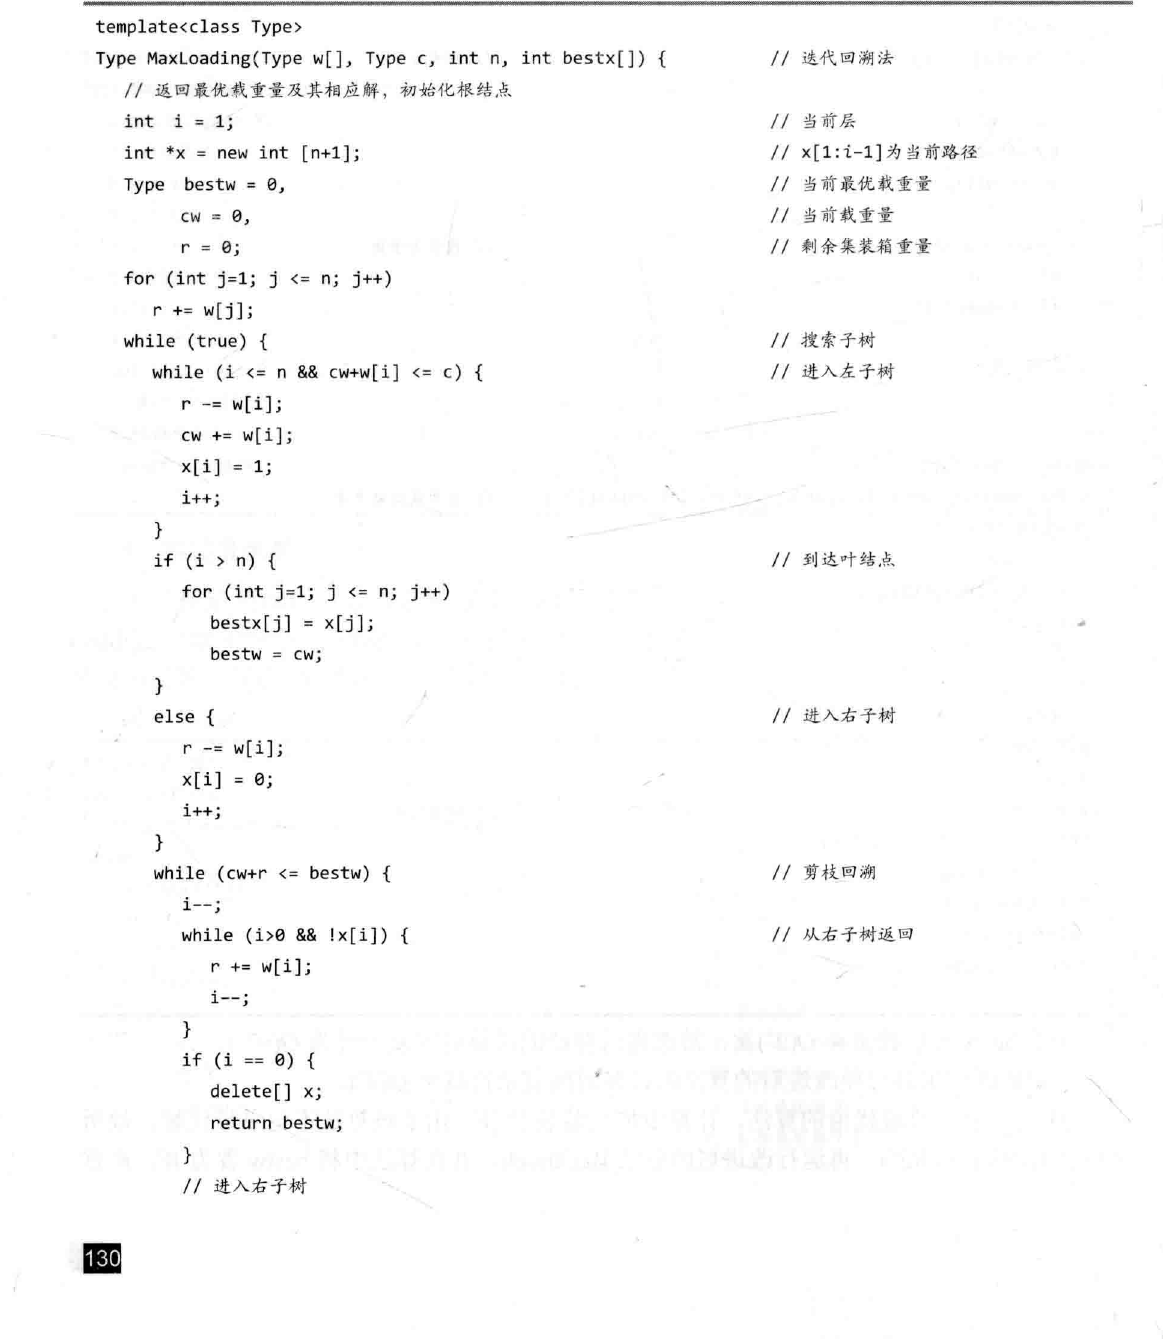 template<class Type>
Type MaxLoading(Type w[], Type c, int n, int bestx[]) { // 迭代回溯法
// 返回最优载重量及其相应解，初始化根结点
int i = 1; // 当前层
int *x = new int [n+1]; // x[1:i-1]为当前路径
Type bestw = 0, // 当前最优载重量
cw = 0, // 当前载重量
r = 0; // 剩余集装箱重量
for (int j=1; j <= n; j++)
r += w[j];
while (true) { // 搜索子树
while (i <= n && cw+w[i] <= c) { // 进入左子树
r -= w[i];
cw += w[i];
x[i] = 1;
i++;
}
if (i > n) { // 到达叶结点
for (int j=1; j <= n; j++)
bestx[j] = x[j];
bestw = cw;
}
else { // 进入右子树
r -= w[i];
x[i] = 0;
i++;
}
while (cw+r <= bestw) { // 剪枝回溯
i--;
while (i>0 && !x[i]) { // 从右子树返回
r += w[i];
i--;
}
if (i == 0) {
delete[] x;
return bestw;
}
// 进入右子树
130